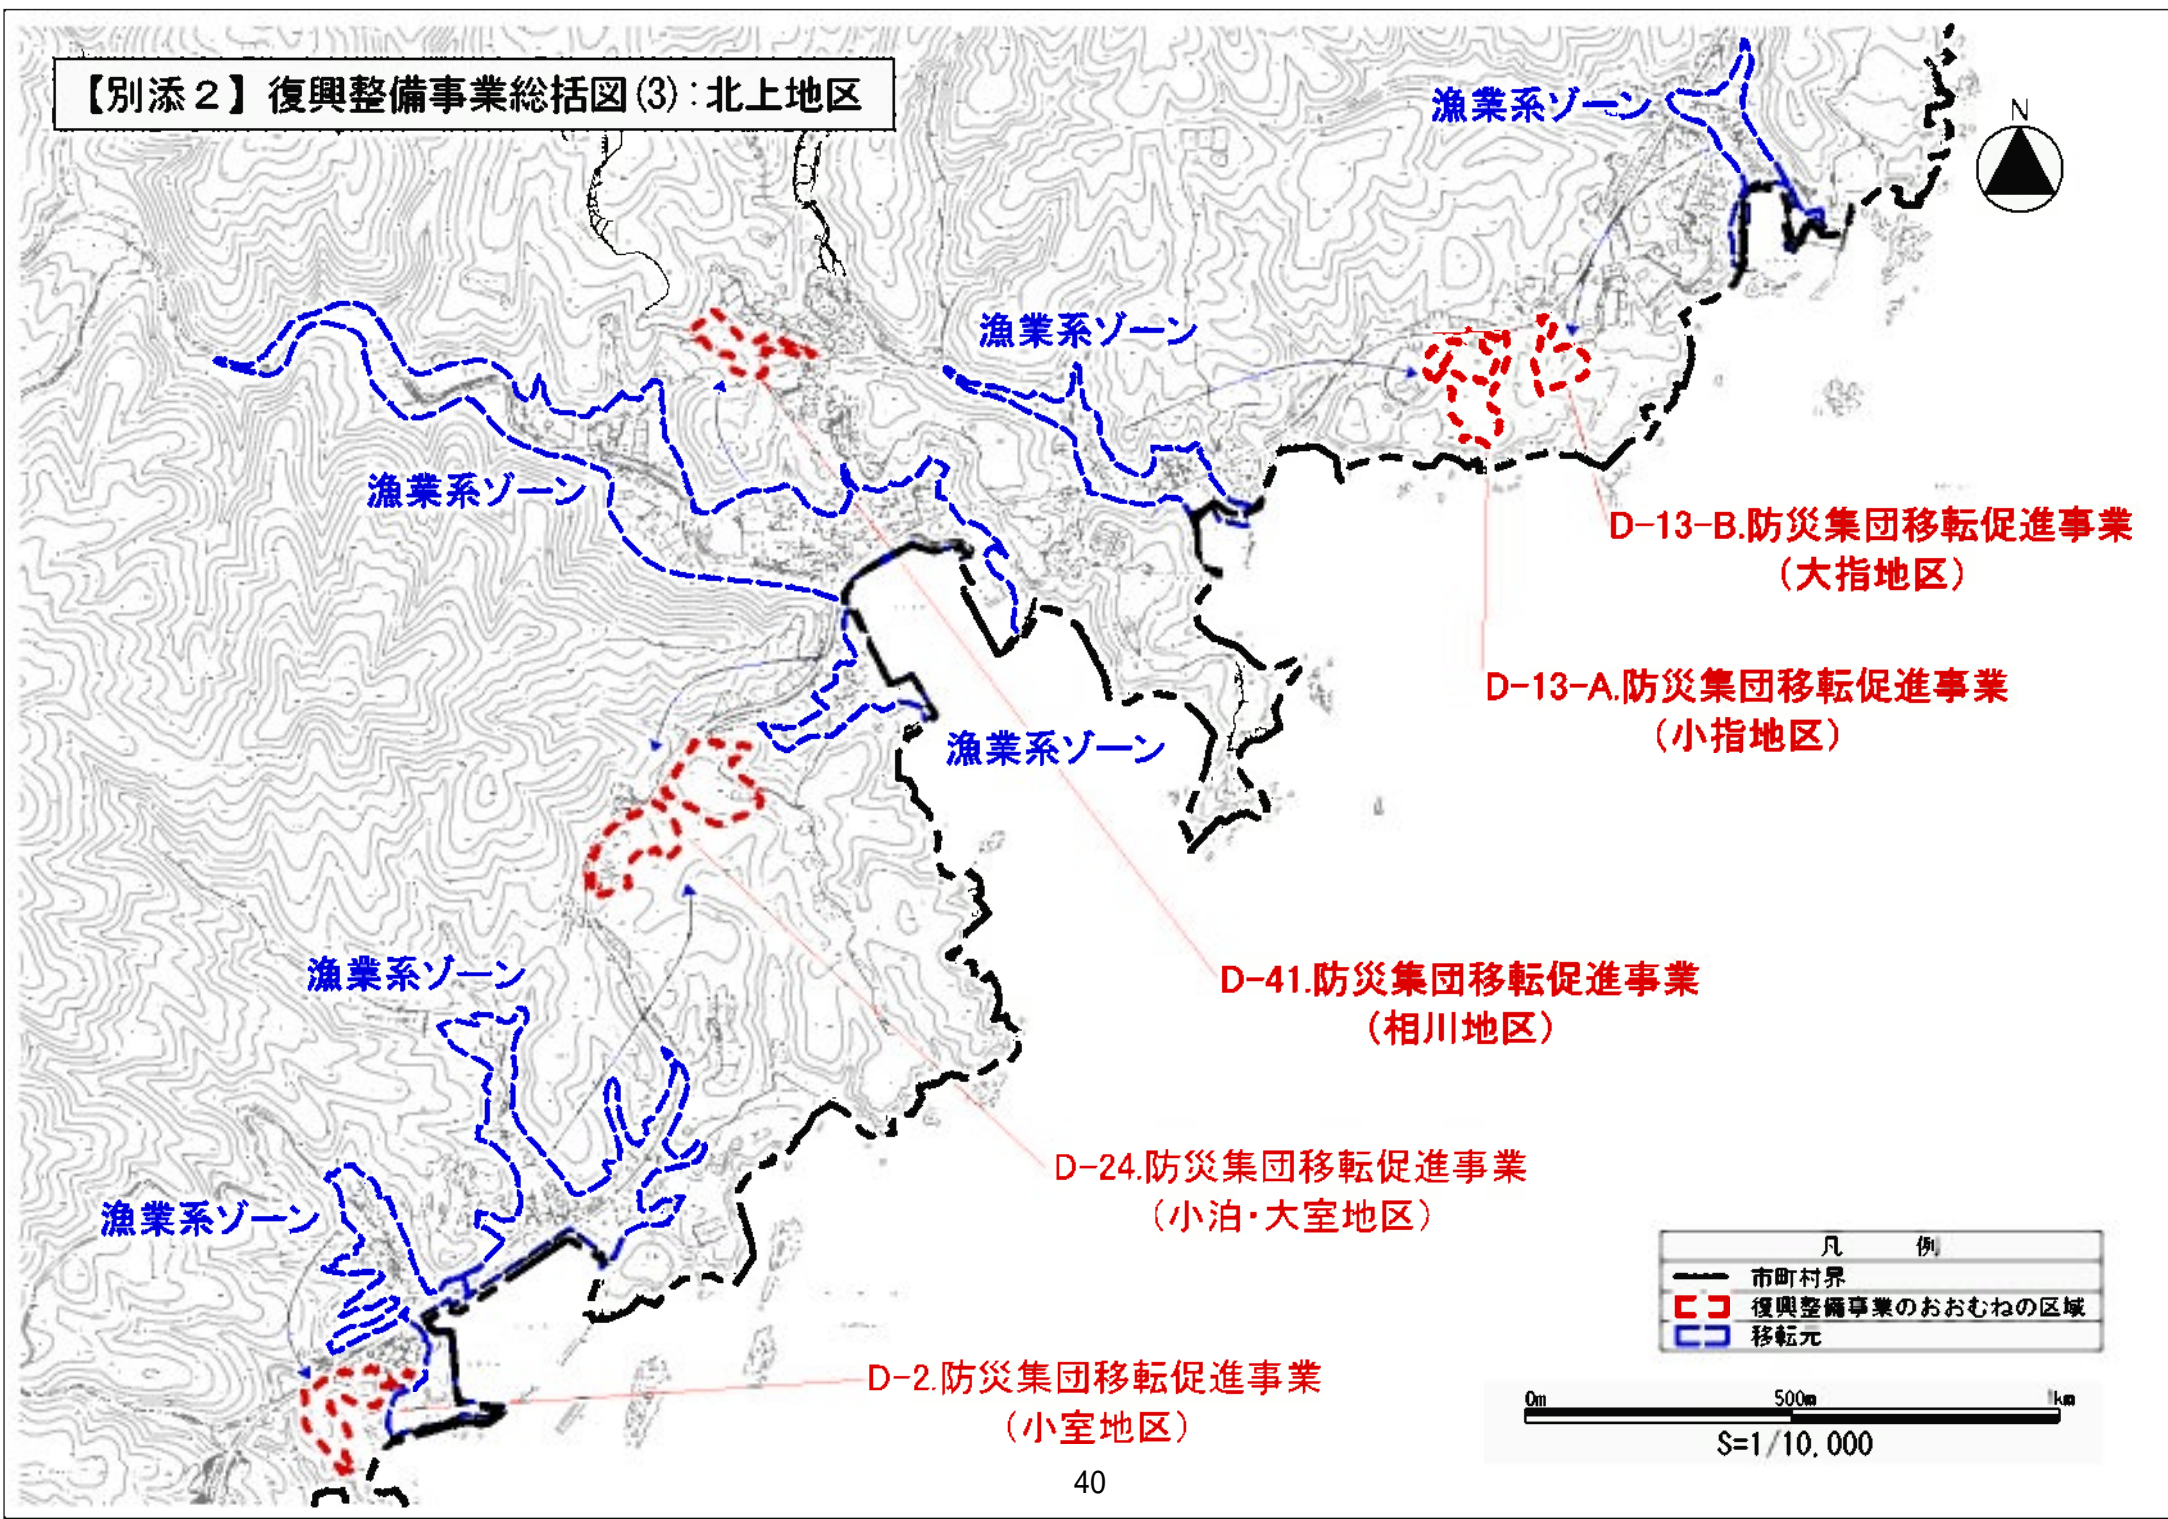 【別添２】復興整備事業総括図(3):北上地区
漁業系ゾーン
N
漁業系ゾーン
漁業系ゾーン
D-13-B.防災集団移転促進事業
(大指地区)
D-13-A.防災集団移転促進事業
(小指地区)
漁業系ゾーン
漁業系ゾーン
D-41.防災集団移転促進事業
(相川地区)
D-24.防災集団移転促進事業
(小泊・大室地区)
漁業系ゾーン
凡 例
市町村界
復興整備事業のおおむねの区域
移転元
D-2.防災集団移転促進事業
(小室地区)
0m 500m 1km
S=1/10,000
40